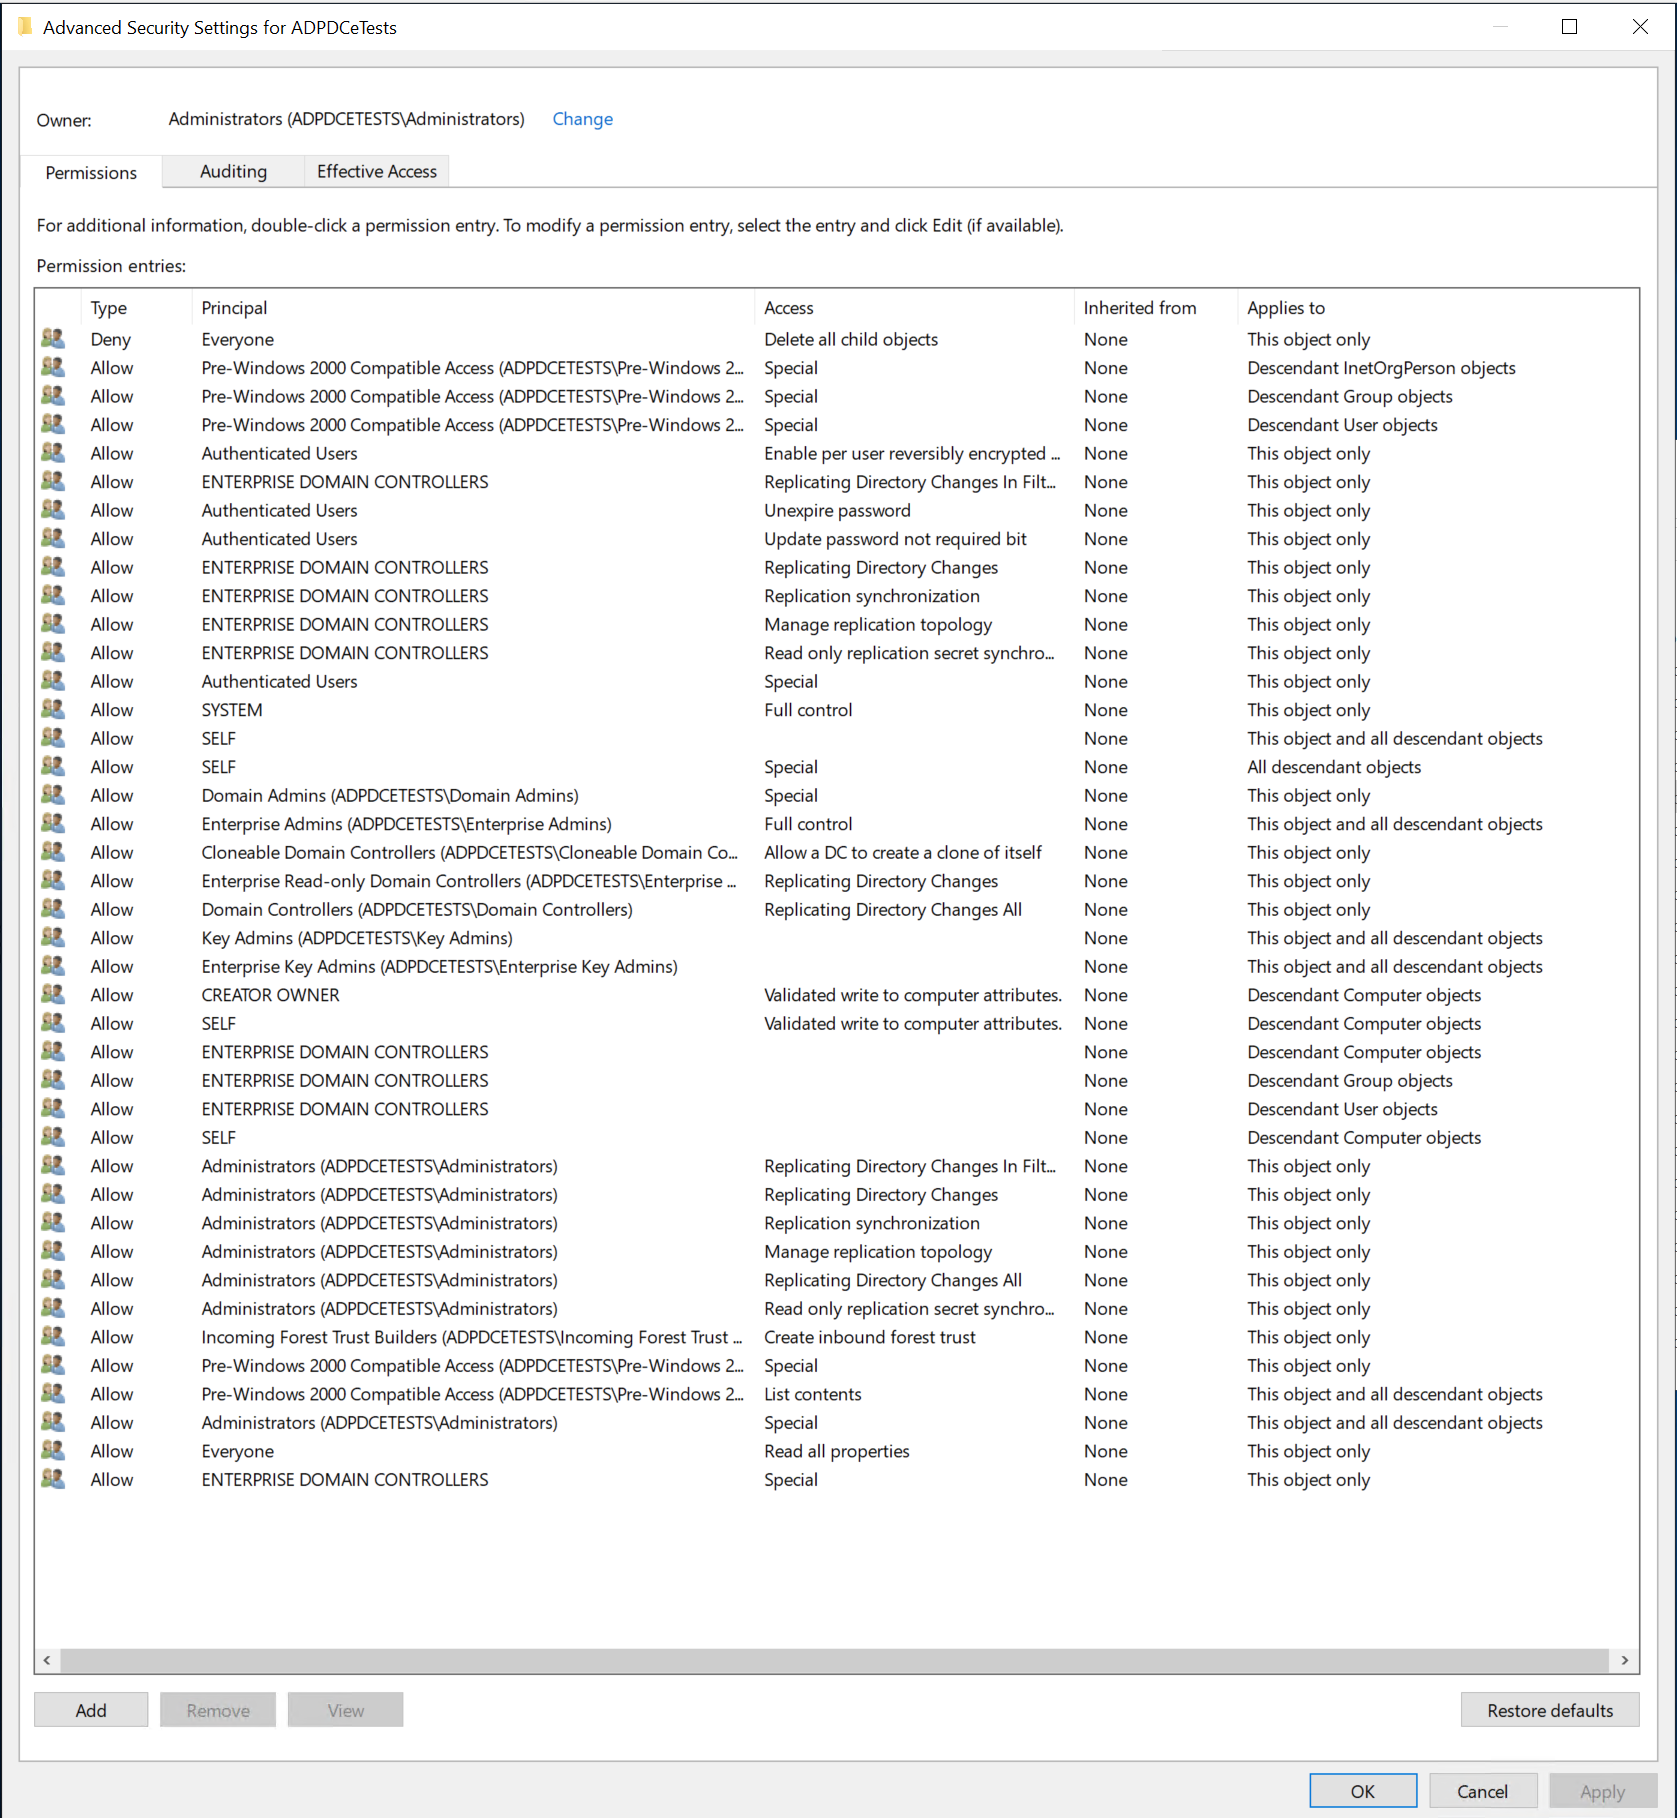 Advanced Security Settings for ADPDCeTests
Owner: Administrators (ADPDCETESTS\Administrators) Change
Permissions Auditing Effective Access
For additional information, double-click a permission entry. To modify a permission entry, select the entry and click Edit (if available).
Permission entries:
Type Principal Access Inherited from Applies to
Deny Everyone Delete all child objects None This object only
Allow Pre-Windows 2000 Compatible Access (ADPDCETESTS\Pre-Windows 2... Special None Descendant InetOrgPerson objects
Allow Pre-Windows 2000 Compatible Access (ADPDCETESTS\Pre-Windows 2... Special None Descendant Group objects
Allow Pre-Windows 2000 Compatible Access (ADPDCETESTS\Pre-Windows 2... Special None Descendant User objects
Allow Authenticated Users Enable per user reversibly encrypted ... None This object only
Allow ENTERPRISE DOMAIN CONTROLLERS Replicating Directory Changes In Filt... None This object only
Allow Authenticated Users Unexpire password None This object only
Allow Authenticated Users Update password not required bit None This object only
Allow ENTERPRISE DOMAIN CONTROLLERS Replicating Directory Changes None This object only
Allow ENTERPRISE DOMAIN CONTROLLERS Replication synchronization None This object only
Allow ENTERPRISE DOMAIN CONTROLLERS Manage replication topology None This object only
Allow ENTERPRISE DOMAIN CONTROLLERS Read only replication secret synchro... None This object only
Allow Authenticated Users Special None This object only
Allow SYSTEM Full control None This object only
Allow SELF None This object and all descendant objects
Allow SELF Special None All descendant objects
Allow Domain Admins (ADPDCETESTS\Domain Admins) Special None This object only
Allow Enterprise Admins (ADPDCETESTS\Enterprise Admins) Full control None This object and all descendant objects
Allow Cloneable Domain Controllers (ADPDCETESTS\Cloneable Domain Co... Allow a DC to create a clone of itself None This object only
Allow Enterprise Read-only Domain Controllers (ADPDCETESTS\Enterprise ... Replicating Directory Changes None This object only
Allow Domain Controllers (ADPDCETESTS\Domain Controllers) Replicating Directory Changes All None This object only
Allow Key Admins (ADPDCETESTS\Key Admins) None This object and all descendant objects
Allow Enterprise Key Admins (ADPDCETESTS\Enterprise Key Admins) None This object and all descendant objects
Allow CREATOR OWNER Validated write to computer attributes. None Descendant Computer objects
Allow SELF Validated write to computer attributes. None Descendant Computer objects
Allow ENTERPRISE DOMAIN CONTROLLERS None Descendant Computer objects
Allow ENTERPRISE DOMAIN CONTROLLERS None Descendant Group objects
Allow ENTERPRISE DOMAIN CONTROLLERS None Descendant User objects
Allow SELF None Descendant Computer objects
Allow Administrators (ADPDCETESTS\Administrators) Replicating Directory Changes In Filt... None This object only
Allow Administrators (ADPDCETESTS\Administrators) Replicating Directory Changes None This object only
Allow Administrators (ADPDCETESTS\Administrators) Replication synchronization None This object only
Allow Administrators (ADPDCETESTS\Administrators) Manage replication topology None This object only
Allow Administrators (ADPDCETESTS\Administrators) Replicating Directory Changes All None This object only
Allow Administrators (ADPDCETESTS\Administrators) Read only replication secret synchro... None This object only
Allow Incoming Forest Trust Builders (ADPDCETESTS\Incoming Forest Trust ... Create inbound forest trust None This object only
Allow Pre-Windows 2000 Compatible Access (ADPDCETESTS\Pre-Windows 2... Special None This object only
Allow Pre-Windows 2000 Compatible Access (ADPDCETESTS\Pre-Windows 2... List contents None This object and all descendant objects
Allow Administrators (ADPDCETESTS\Administrators) Special None This object and all descendant objects
Allow Everyone Read all properties None This object only
Allow ENTERPRISE DOMAIN CONTROLLERS Special None This object only
Add Remove View Restore defaults
OK Cancel Apply